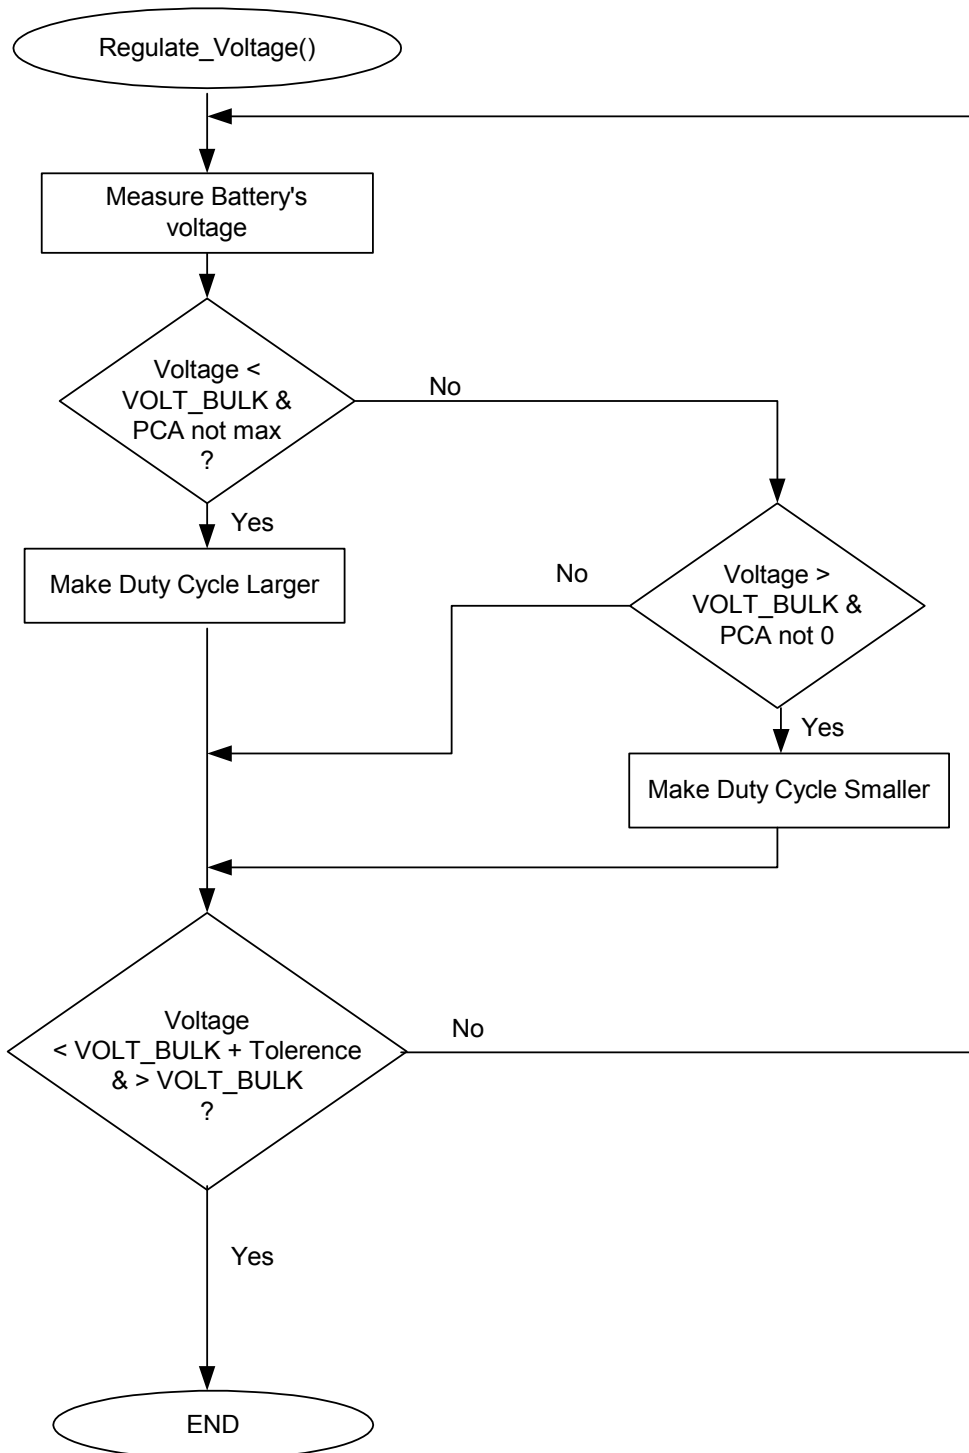 Regulate_Voltage()
Measure Battery's
voltage
Voltage <
VOLT_BULK &
PCA not max
?
No
Yes
Make Duty Cycle Larger
No
Voltage >
VOLT_BULK &
PCA not 0
Yes
Make Duty Cycle Smaller
Voltage
< VOLT_BULK + Tolerence
& > VOLT_BULK
?
No
Yes
END